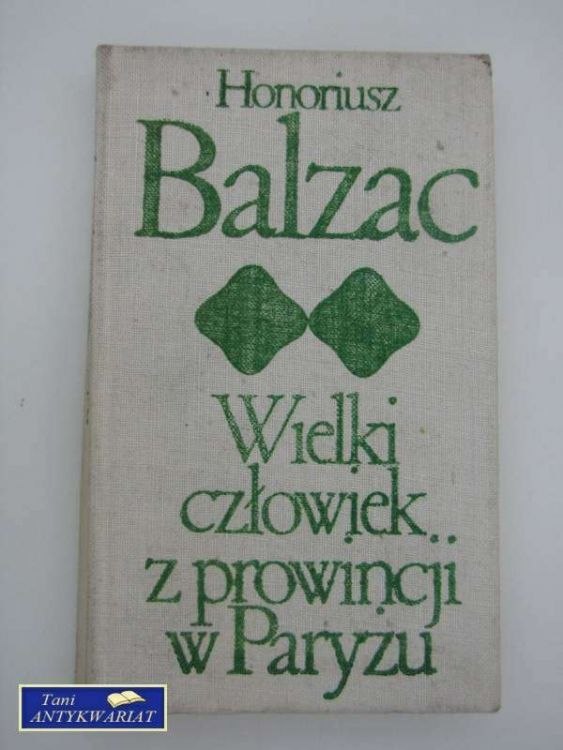 Honoriusz
Balzac
Wielki
człowiek
z prowincji
w Paryżu
Tani
ANTYKWARIAT